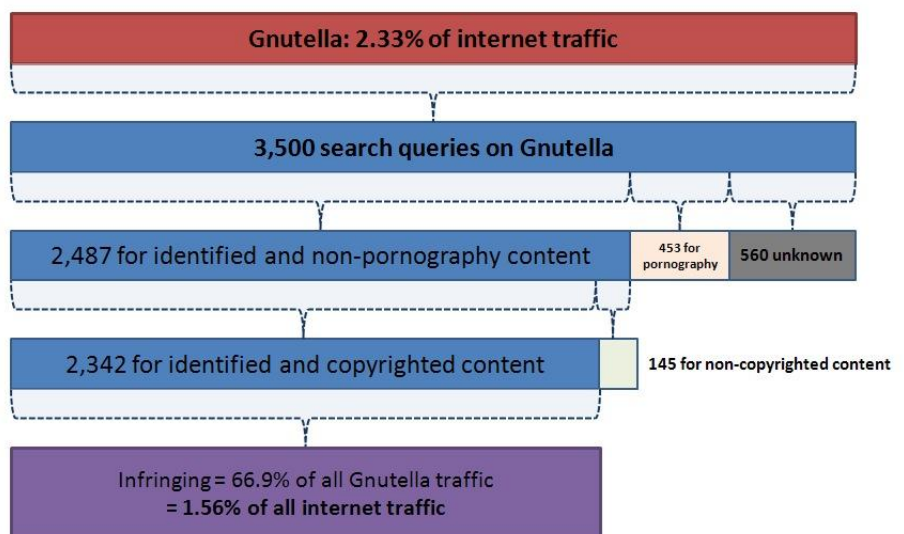 Gnutella: 2.33% of internet traffic
3,500 search queries on Gnutella
2,487 for identified and non-pornography content
453 for
pornography
560 unknown
2,342 for identified and copyrighted content
145 for non-copyrighted content
Infringing = 66.9% of all Gnutella traffic
= 1.56% of all internet traffic